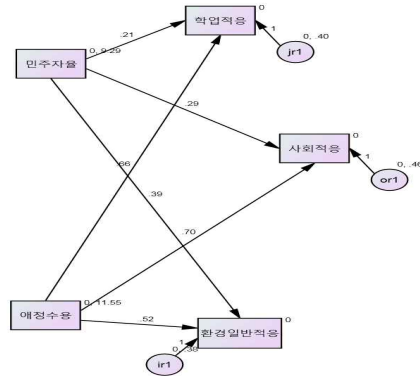 0
학업적응
.21
1
0, .40
jr1
0, 9.29
민주자율
.29
0
사회적응
1
0, .46
or1
.66
.39
.70
0, 11.55
애정수용
.52
0
환경일반적응
1
0, .38
ir1